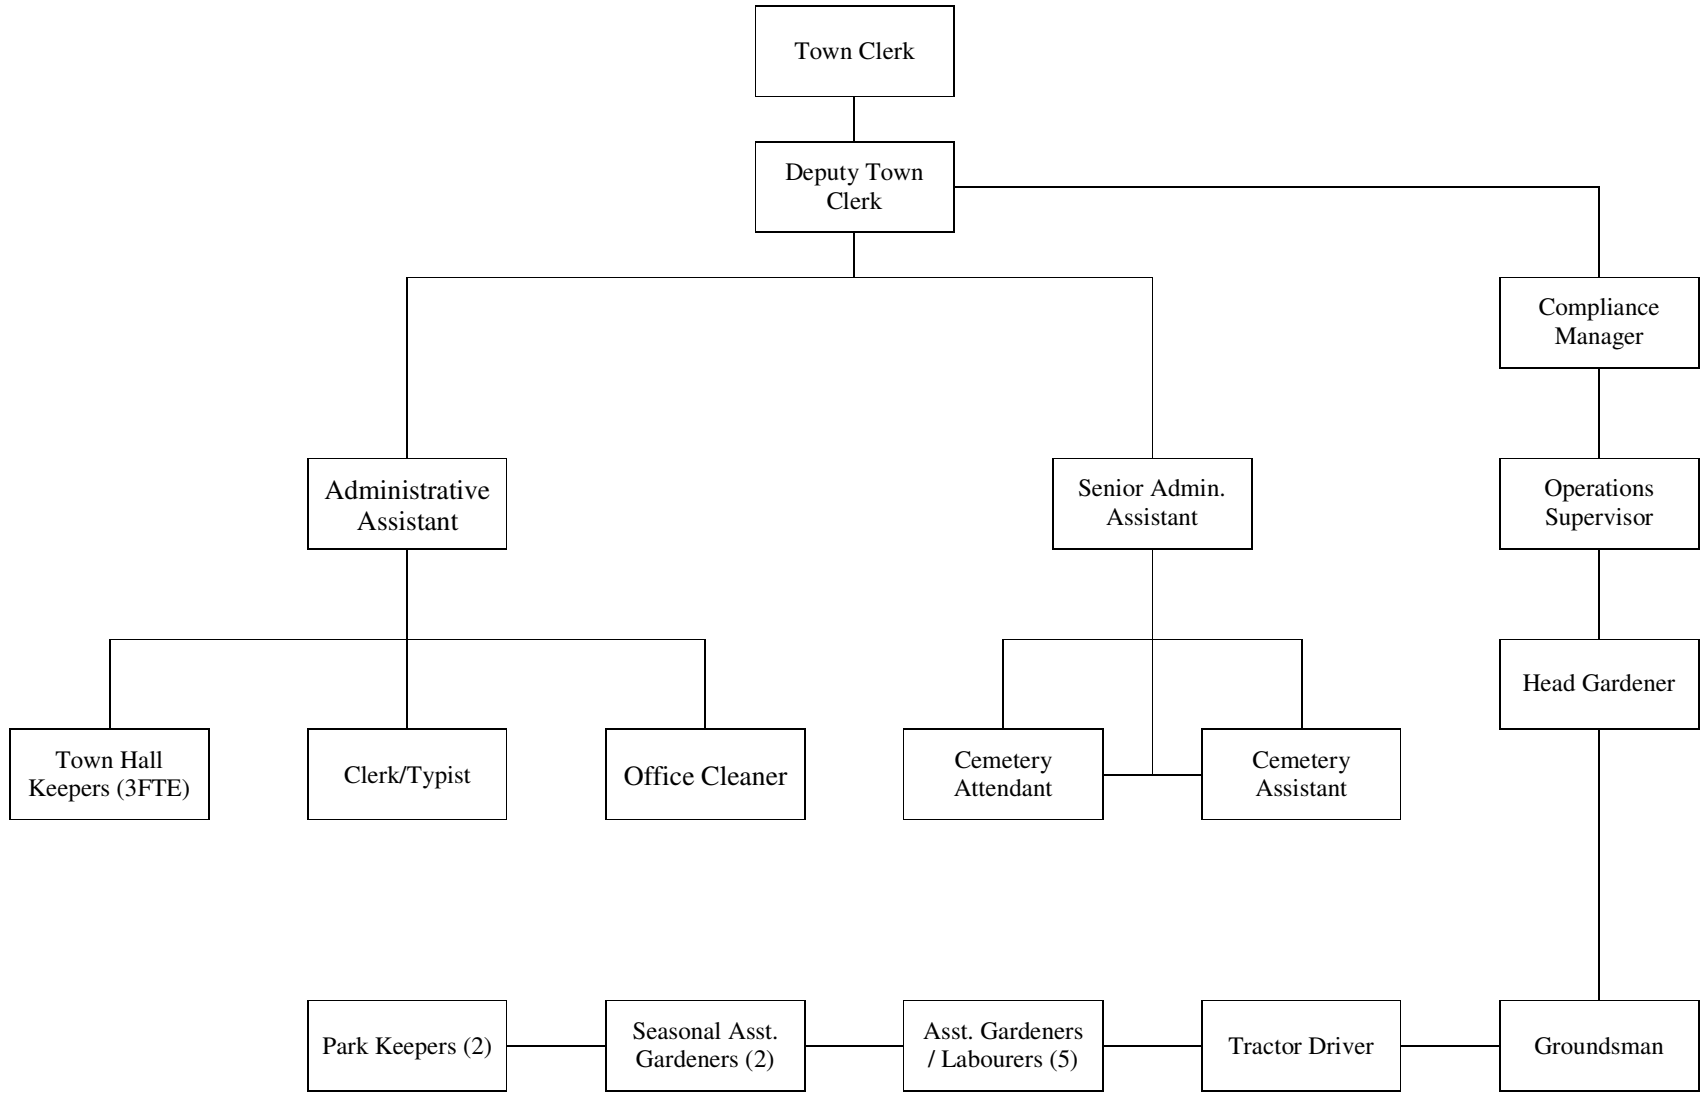 Town Clerk
Deputy Town
Clerk
Compliance
Manager
Administrative
Assistant
Senior Admin.
Assistant
Operations
Supervisor
Head Gardener
Town Hall
Keepers (3FTE)
Clerk/Typist
Office Cleaner
Cemetery
Attendant
Cemetery
Assistant
Park Keepers (2)
Seasonal Asst.
Gardeners (2)
Asst. Gardeners
/ Labourers (5)
Tractor Driver
Groundsman